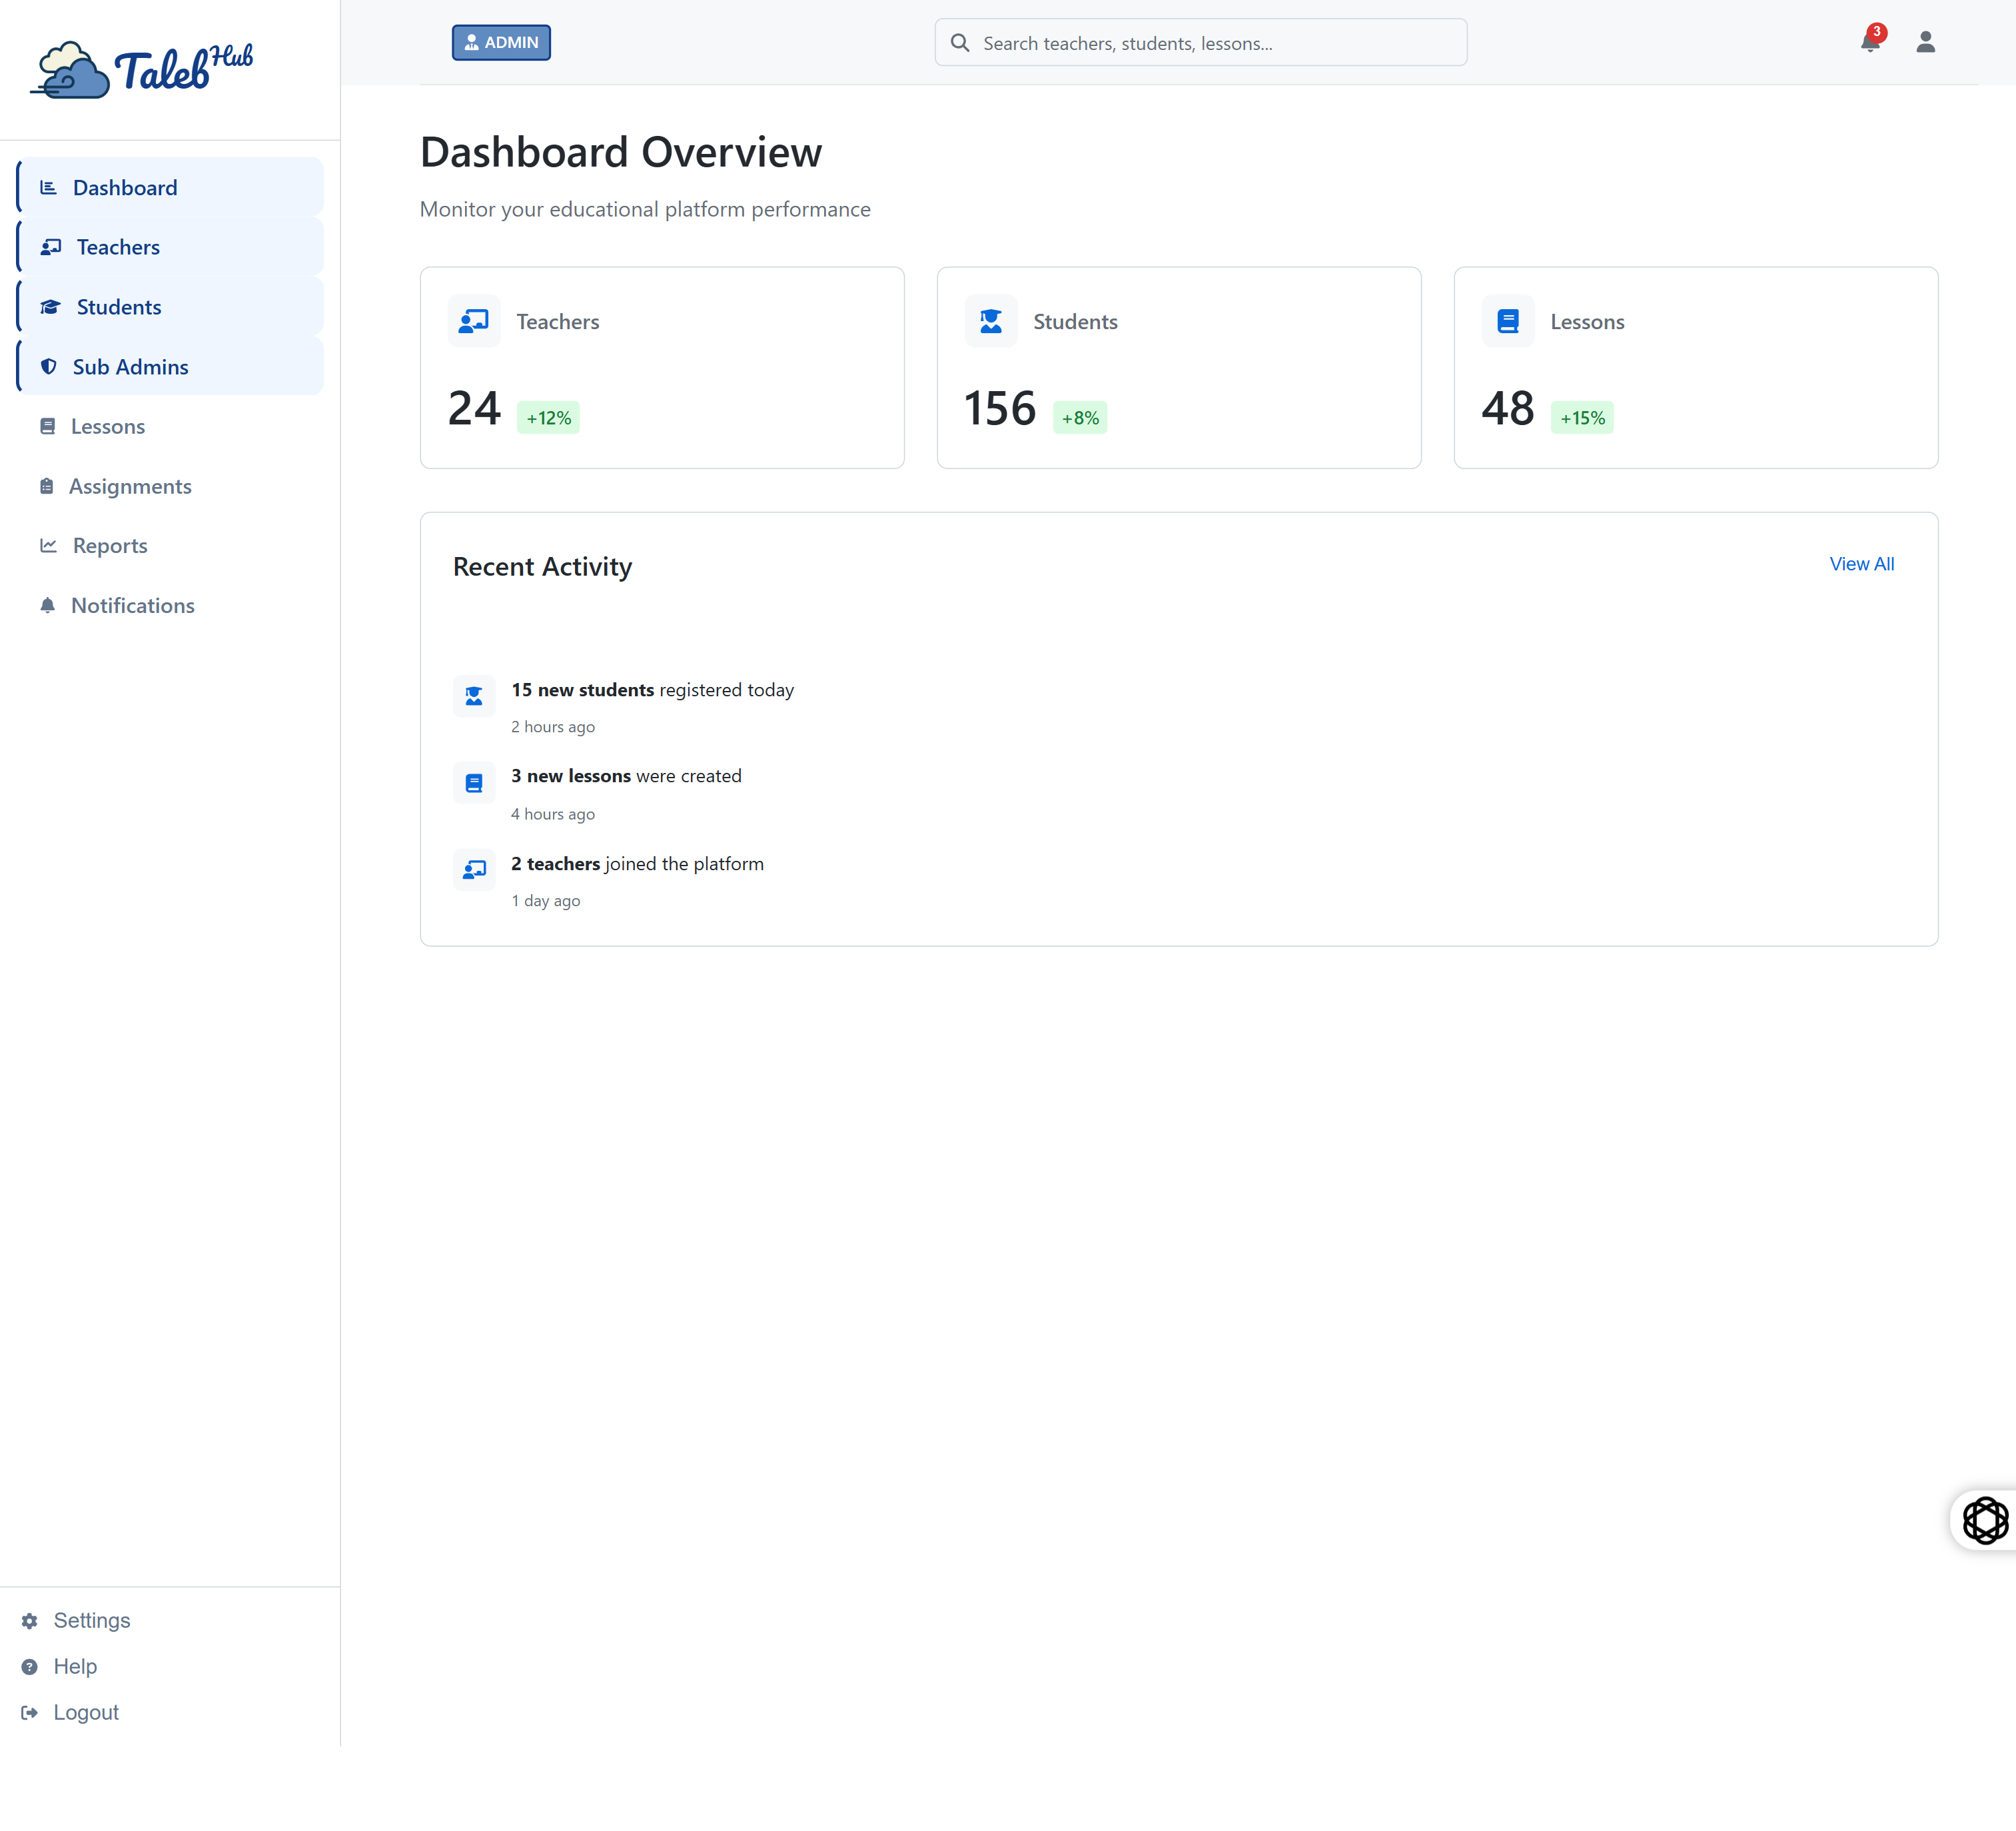 Taleb Hub
Dashboard
Teachers
Students
Sub Admins
Lessons
Assignments
Reports
Notifications
Settings
Help
Logout
ADMIN
Search teachers, students, lessons...
3
Dashboard Overview
Monitor your educational platform performance
Teachers
24 +12%
Students
156 +8%
Lessons
48 +15%
Recent Activity
View All
15 new students registered today
2 hours ago
3 new lessons were created
4 hours ago
2 teachers joined the platform
1 day ago